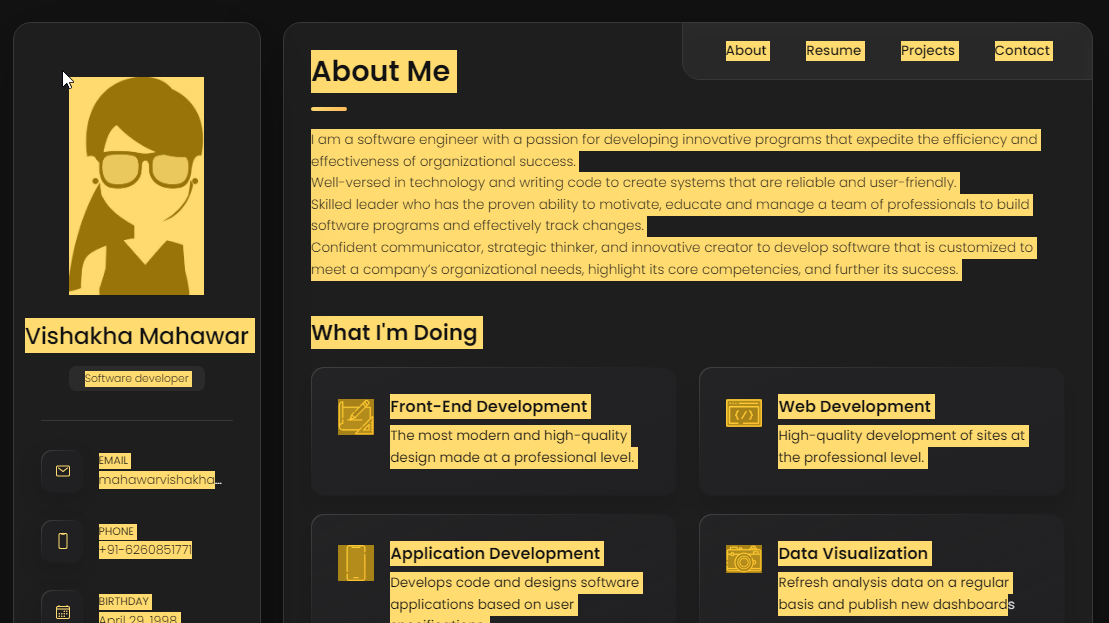 About
Resume
Projects
Contact
Vishakha Mahawar
Software developer
EMAIL
mahawarvishakha...
PHONE
+91-6260851771
BIRTHDAY
April 29, 1998
About Me
I am a software engineer with a passion for developing innovative programs that expedite the efficiency and
effectiveness of organizational success.
Well-versed in technology and writing code to create systems that are reliable and user-friendly.
Skilled leader who has the proven ability to motivate, educate and manage a team of professionals to build
software programs and effectively track changes.
Confident communicator, strategic thinker, and innovative creator to develop software that is customized to
meet a company's organizational needs, highlight its core competencies, and further its success.
What I'm Doing
Front-End Development
The most modern and high-quality
design made at a professional level.
Web Development
High-quality development of sites at
the professional level.
Application Development
Develops code and designs software
applications based on user
specifications.
Data Visualization
Refresh analysis data on a regular
basis and publish new dashboards